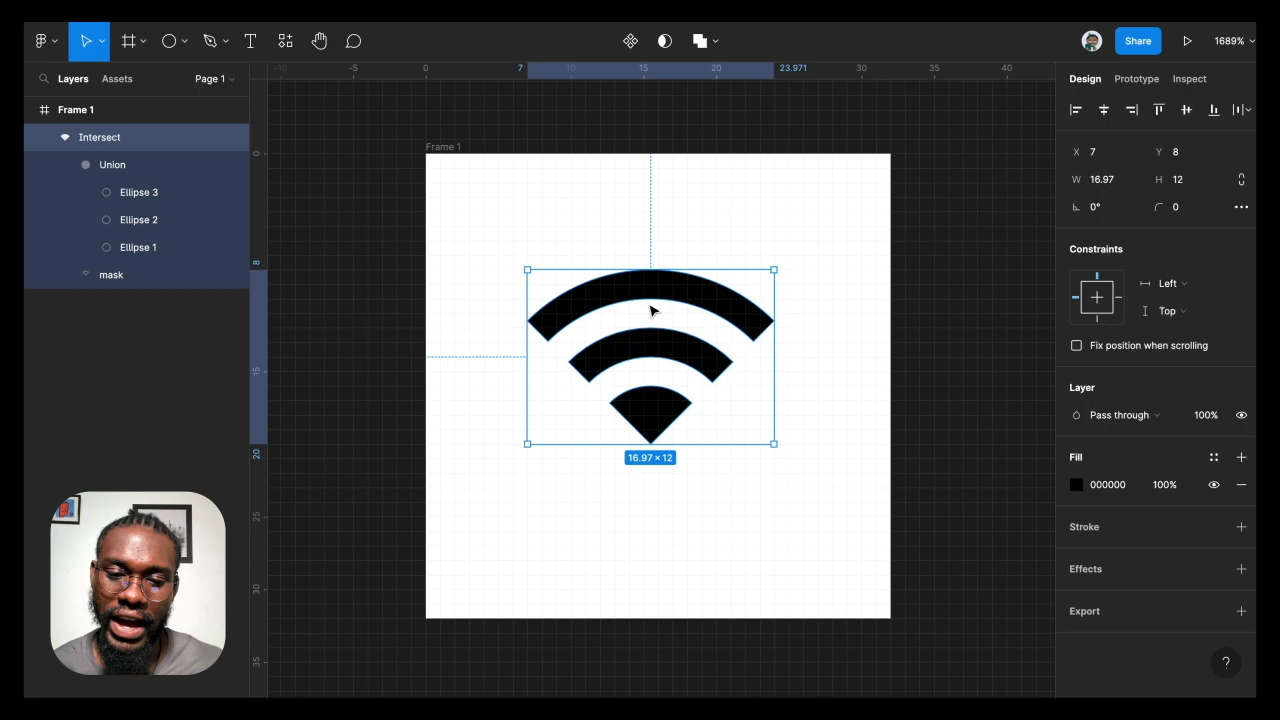 Share
1689%
Layers
Assets
Page 1
-10
-5
0
7
10
15
20
23.971
30
35
40
Design
Prototype
Inspect
Frame 1
Intersect
Union
Ellipse 3
Ellipse 2
Ellipse 1
mask
Frame 1
0
8
15
20
25
30
35
16.97 × 12
X 7
Y 8
W 16.97
H 12
0°
0
Constraints
Left
Top
Fix position when scrolling
Layer
Pass through
100%
Fill
000000
100%
Stroke
Effects
Export
?